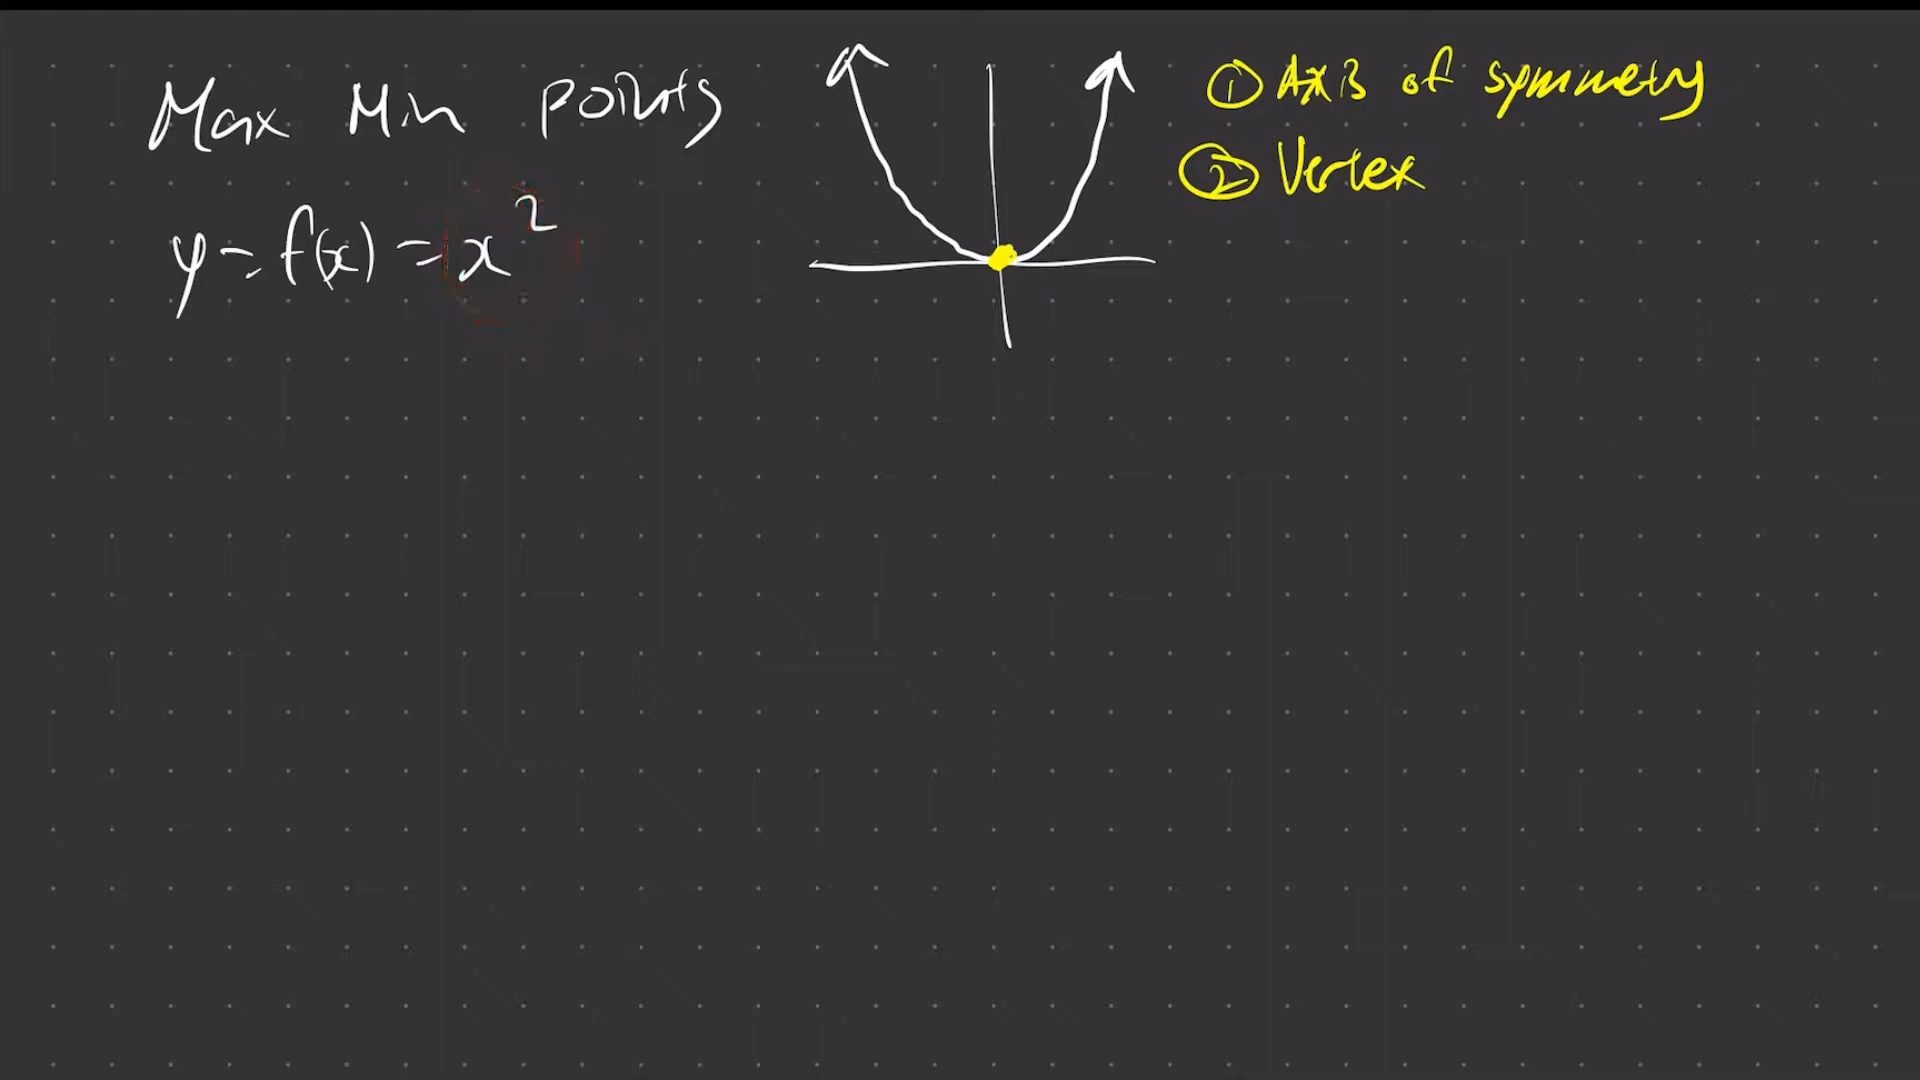 Max Min points
y = f(x) = x²
① Axis of symmetry
② Vertex